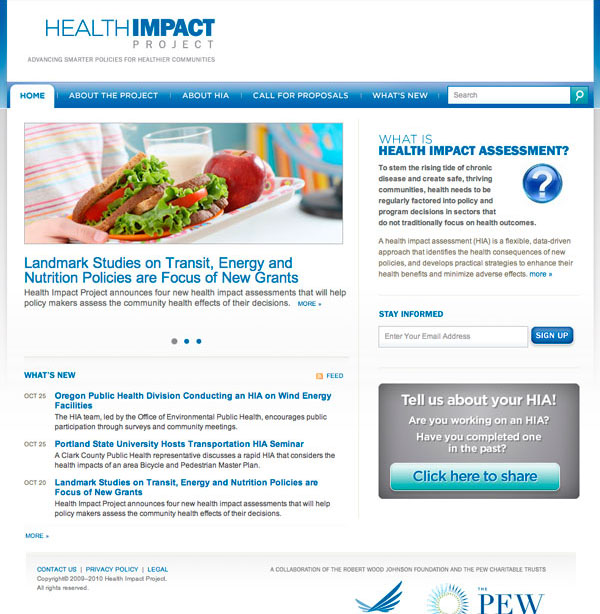 HEALTH IMPACT
PROJECT
ADVANCING SMARTER POLICIES FOR HEALTHIER COMMUNITIES
HOME
ABOUT THE PROJECT
ABOUT HIA
CALL FOR PROPOSALS
WHAT'S NEW
Search
Landmark Studies on Transit, Energy and
Nutrition Policies are Focus of New Grants
Health Impact Project announces four new health impact assessments that will help
policy makers assess the community health effects of their decisions. MORE »
WHAT'S NEW
FEED
OCT 25 Oregon Public Health Division Conducting an HIA on Wind Energy
Facilities
The HIA team, led by the Office of Environmental Public Health, encourages public
participation through surveys and community meetings.
OCT 25 Portland State University Hosts Transportation HIA Seminar
A Clark County Public Health representative discusses a rapid HIA that considers the
health impacts of an area Bicycle and Pedestrian Master Plan.
OCT 20 Landmark Studies on Transit, Energy and Nutrition Policies are
Focus of New Grants
Health Impact Project announces four new health impact assessments that will help
policy makers assess the community health effects of their decisions.
MORE »
WHAT IS
HEALTH IMPACT ASSESSMENT?
To stem the rising tide of chronic
disease and create safe, thriving
communities, health needs to be
regularly factored into policy and
program decisions in sectors that
do not traditionally focus on health outcomes.
?
A health impact assessment (HIA) is a flexible, data-driven
approach that identifies the health consequences of new
policies, and develops practical strategies to enhance their
health benefits and minimize adverse effects. more »
STAY INFORMED
Enter Your Email Address
SIGN UP
Tell us about your HIA!
Are you working on an HIA?
Have you completed one
in the past?
Click here to share
CONTACT US | PRIVACY POLICY | LEGAL
Copyright© 2009–2010 Health Impact Project.
All rights reserved.
A COLLABORATION OF THE ROBERT WOOD JOHNSON FOUNDATION AND THE PEW CHARITABLE TRUSTS
THE
PEW